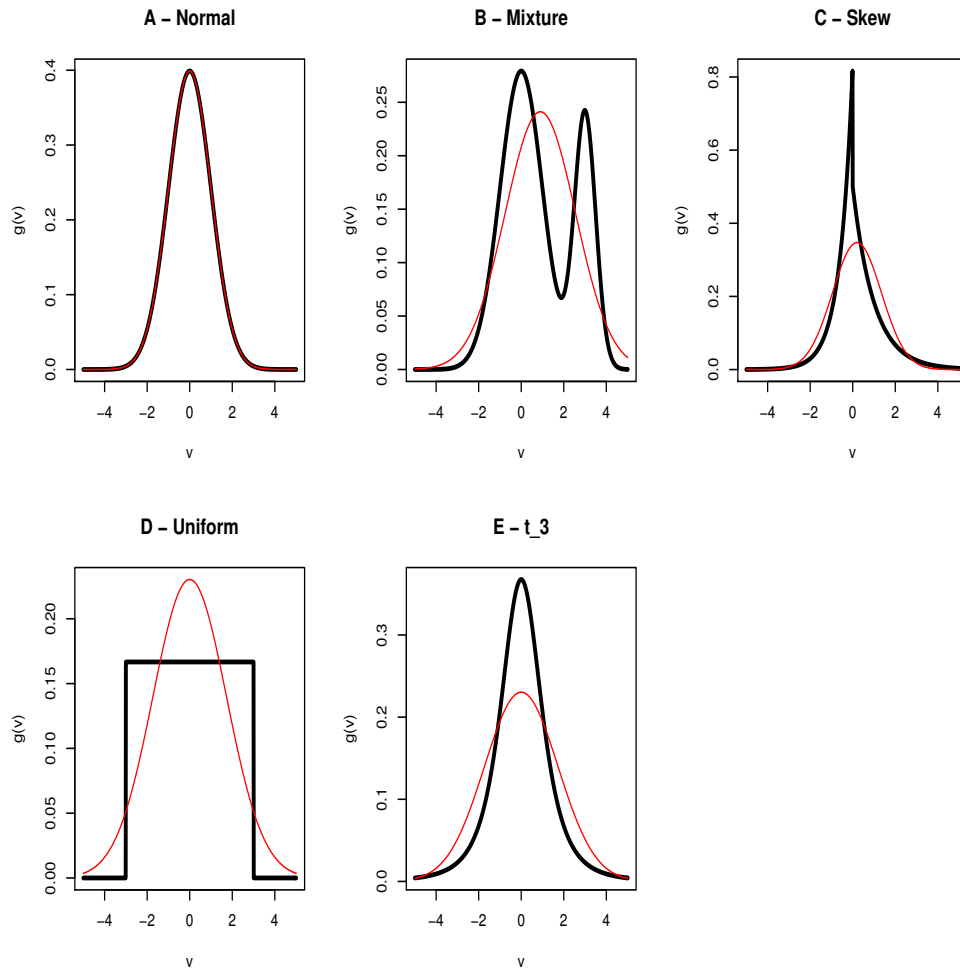 A – Normal
g(v)
0.0 0.1 0.2 0.3 0.4
−4 −2 0 2 4
v
B – Mixture
g(v)
0.00 0.05 0.10 0.15 0.20 0.25
−4 −2 0 2 4
v
C – Skew
g(v)
0.0 0.2 0.4 0.6 0.8
−4 −2 0 2 4
v
D – Uniform
g(v)
0.00 0.05 0.10 0.15 0.20
−4 −2 0 2 4
v
E – t_3
g(v)
0.0 0.1 0.2 0.3
−4 −2 0 2 4
v